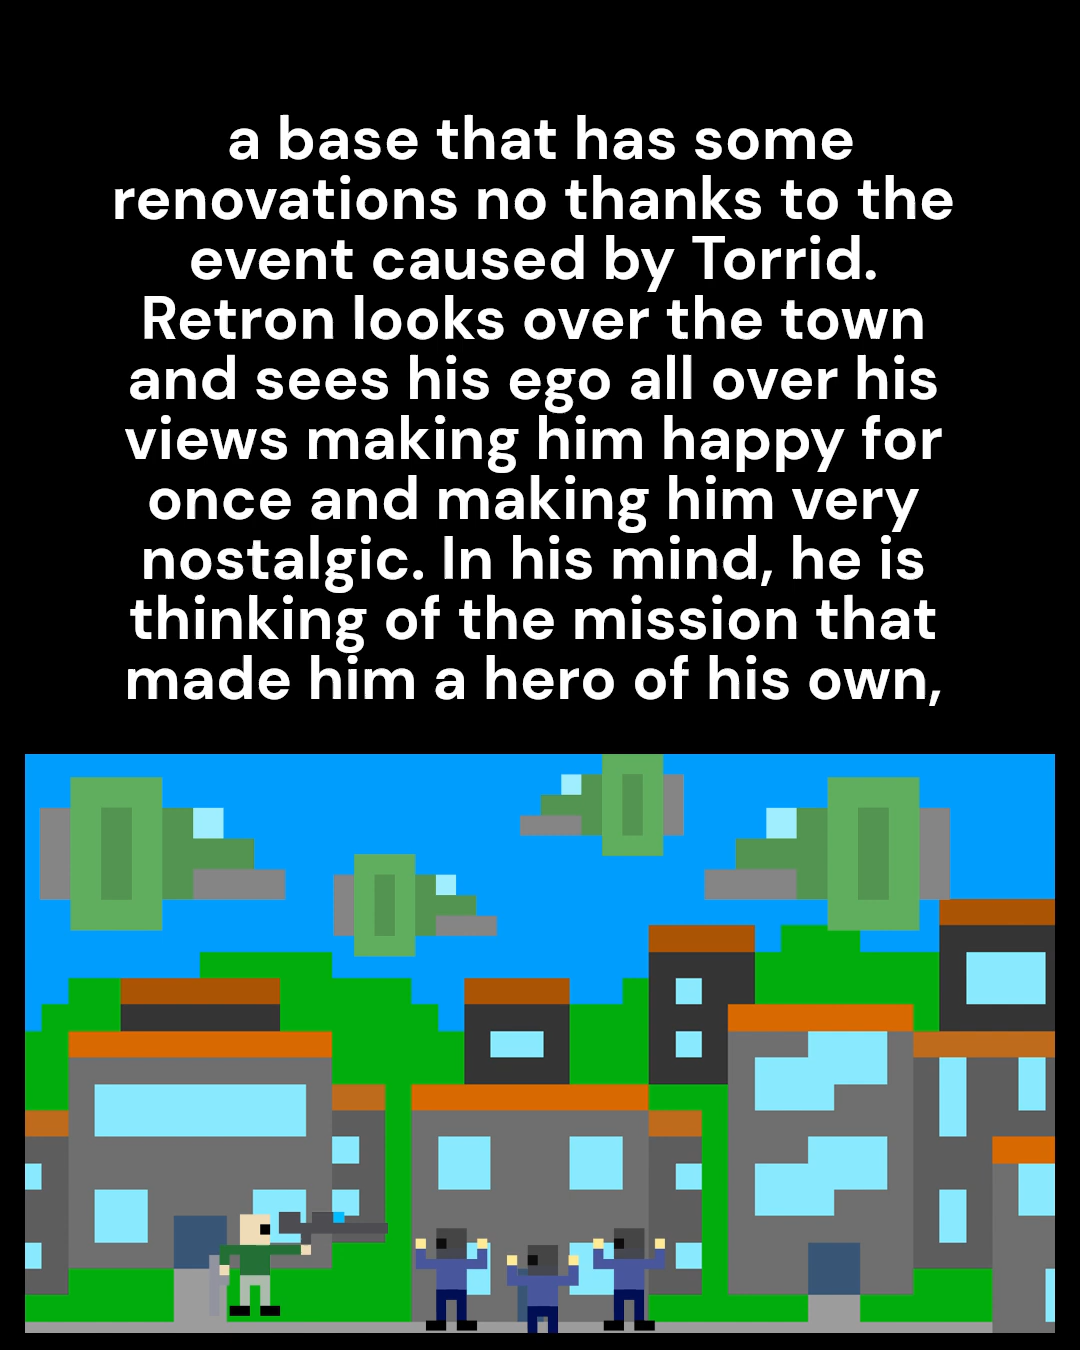 a base that has some
renovations no thanks to the
event caused by Torrid.
Retron looks over the town
and sees his ego all over his
views making him happy for
once and making him very
nostalgic. In his mind, he is
thinking of the mission that
made him a hero of his own,